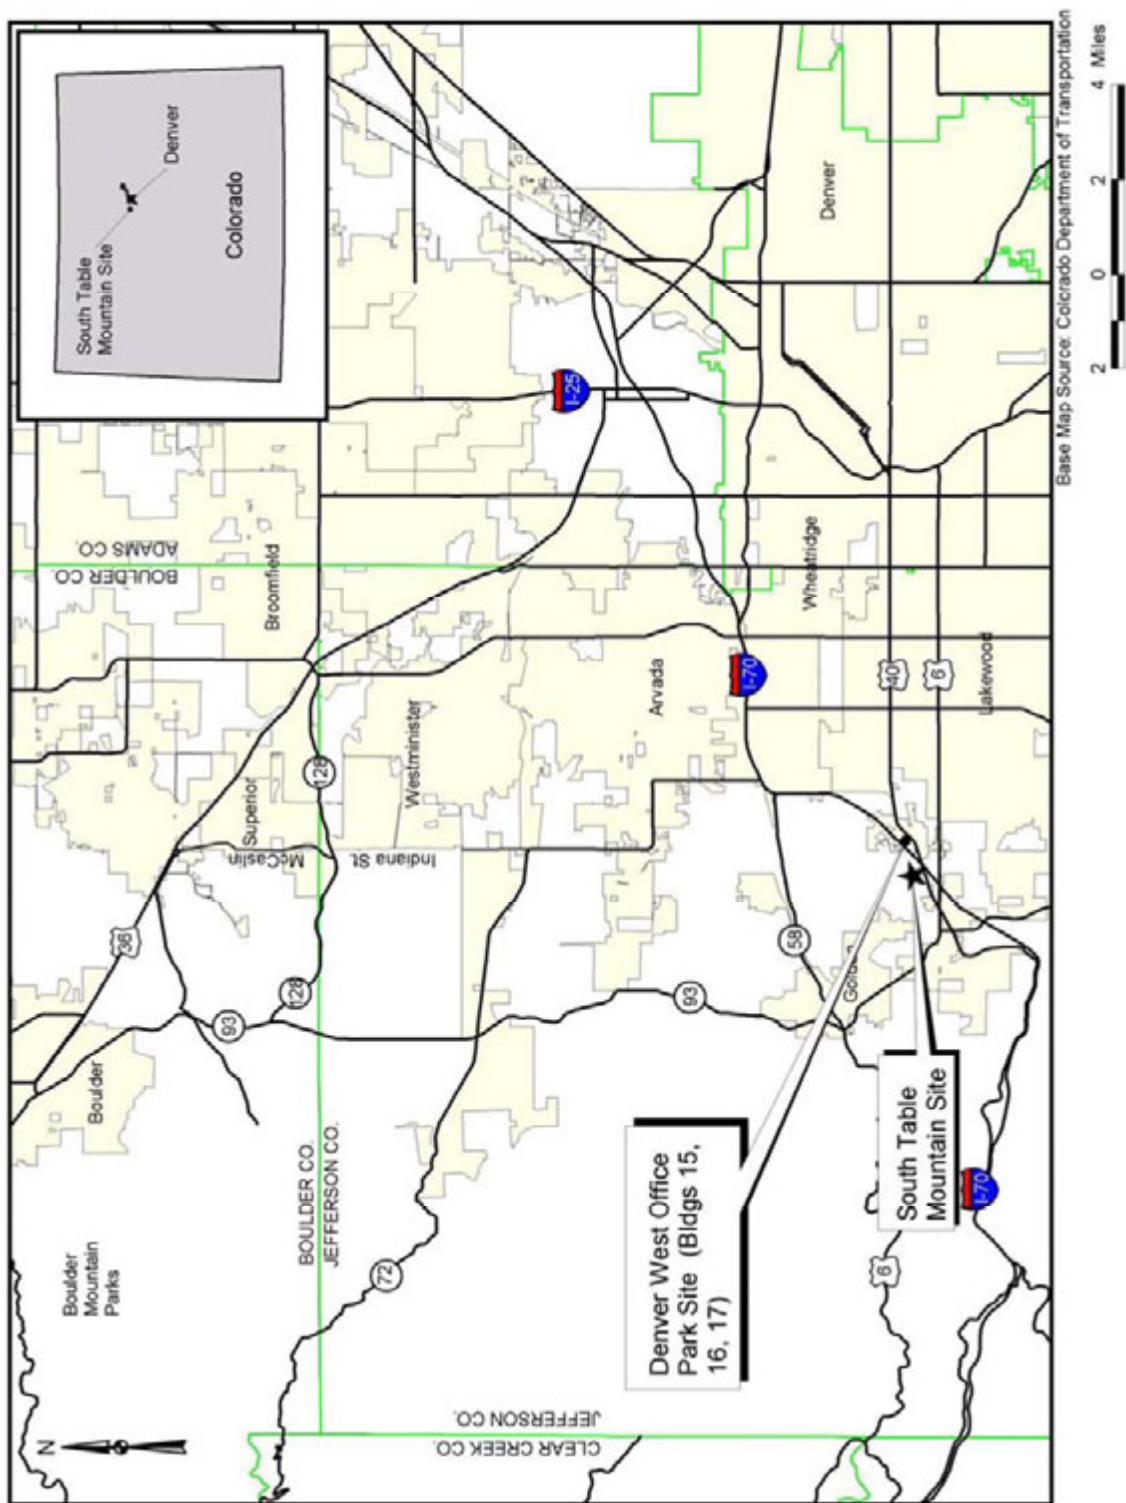 N
Boulder
Mountain
Parks
Boulder
36
93
128
BOULDER CO.
JEFFERSON CO.
72
CLEAR CREEK CO.
JEFFERSON CO.
McCaslin
Superior
128
Indiana St.
Westminister
Broomfield
BOULDER CO.
ADAMS CO.
South Table
Mountain Site
Denver
Colorado
I-25
93
58
Arvada
I-70
Wheatridge
Denver
40
6
Lakewood
Golden
Denver West Office
Park Site (Bldgs 15,
16, 17)
South Table
Mountain Site
6
I-70
Base Map Source: Colorado Department of Transportation
2 0 2 4 Miles